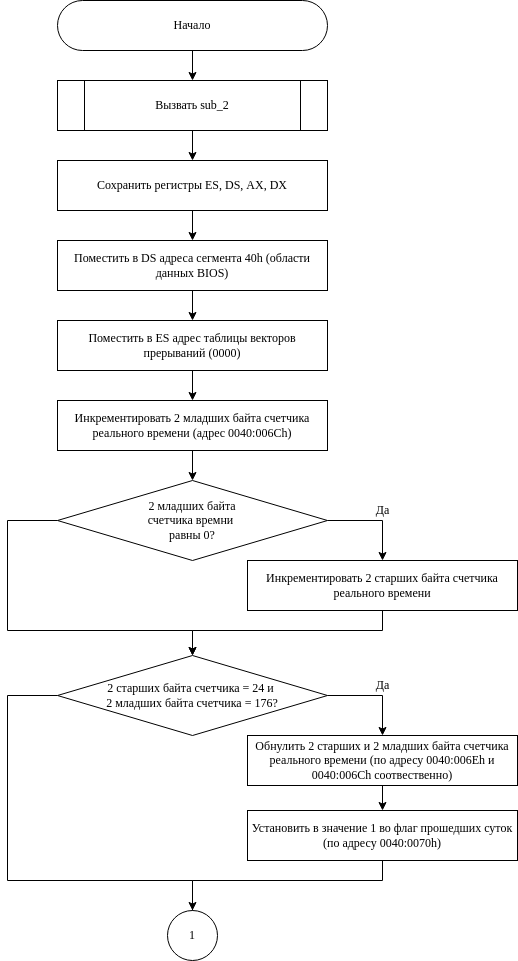 Начало
Вызвать sub_2
Сохранить регистры ES, DS, AX, DX
Поместить в DS адреса сегмента 40h (области
данных BIOS)
Поместить в ES адрес таблицы векторов
прерываний (0000)
Инкрементировать 2 младших байта счетчика
реального времени (адрес 0040:006Ch)
2 младших байта
счетчика времни
равны 0?
Да
Инкрементировать 2 старших байта счетчика
реального времени
2 старших байта счетчика = 24 и
2 младших байта счетчика = 176?
Да
Обнулить 2 старших и 2 младших байта счетчика
реального времени (по адресу 0040:006Eh и
0040:006Ch соотвественно)
Установить в значение 1 во флаг прошедших суток
(по адресу 0040:0070h)
1